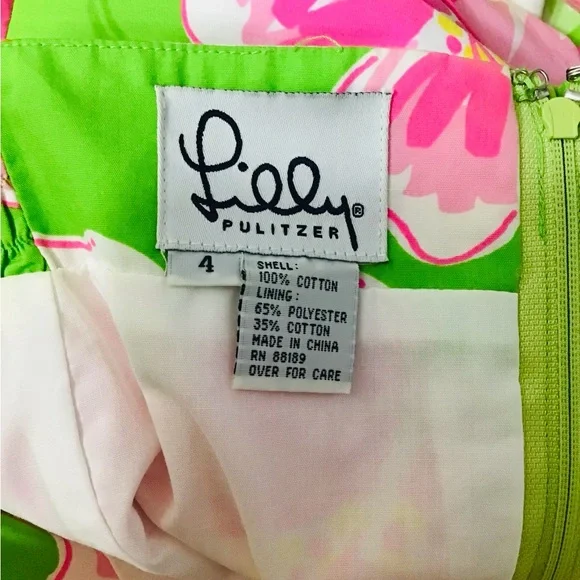 Lilly®
PULITZER
4
SHELL:
100% COTTON
LINING:
65% POLYESTER
35% COTTON
MADE IN CHINA
RN 88189
OVER FOR CARE